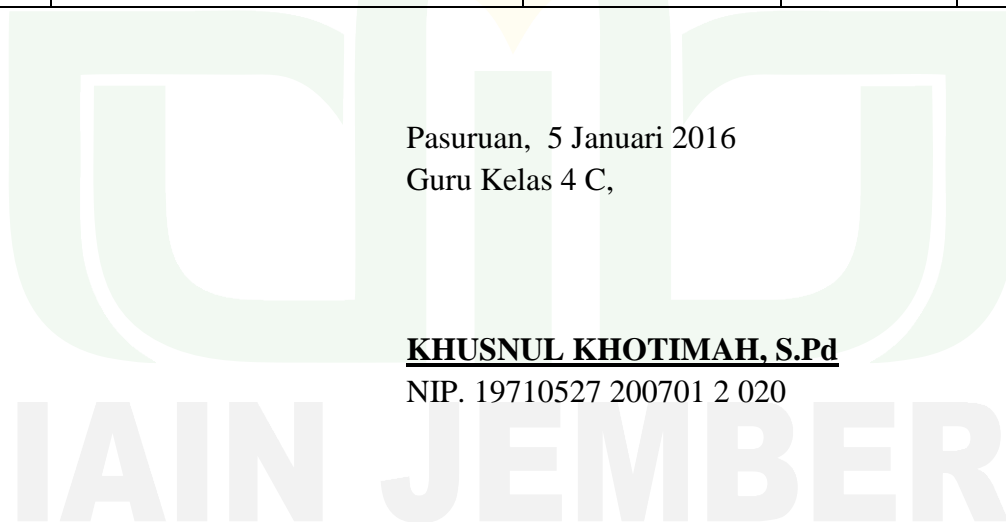 Pasuruan, 5 Januari 2016
Guru Kelas 4 C,
KHUSNUL KHOTIMAH, S.Pd
NIP. 19710527 200701 2 020
IAIN JEMBER